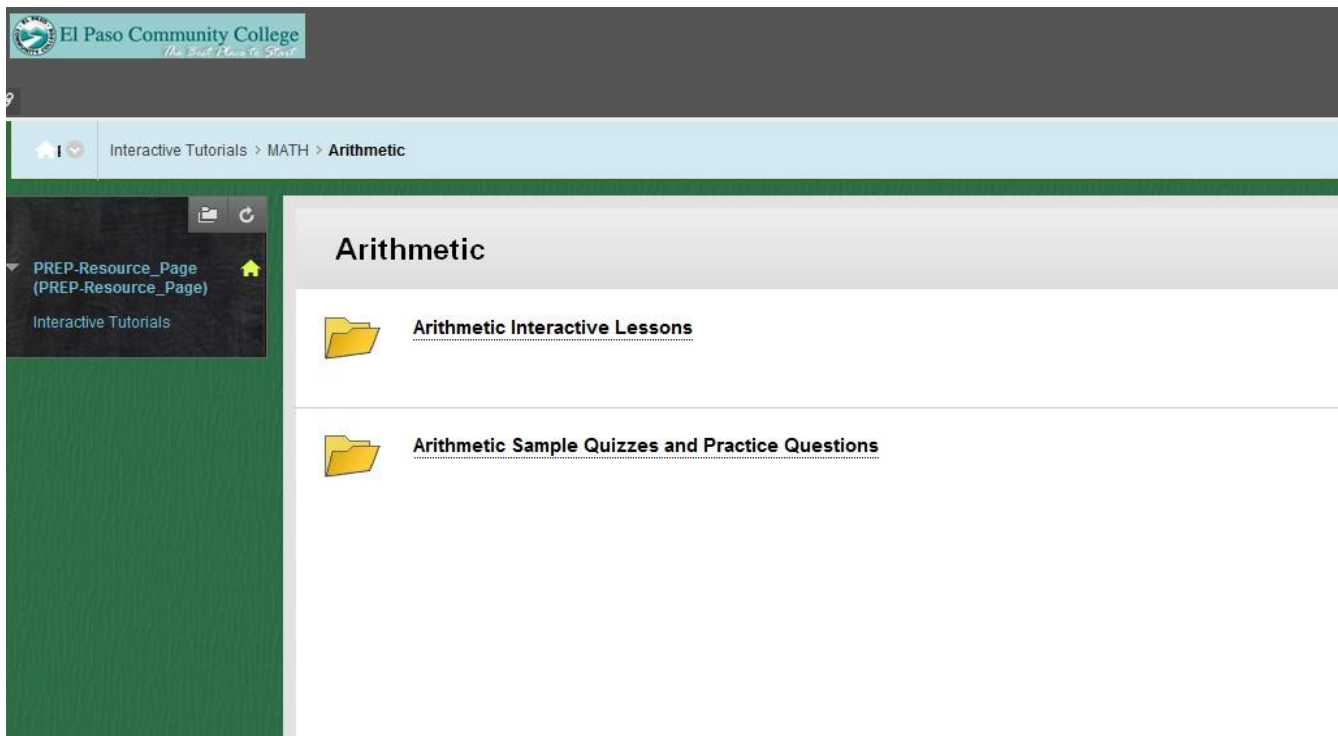 El Paso Community College
The Best Place to Start
Interactive Tutorials > MATH > Arithmetic
PREP-Resource_Page
(PREP-Resource_Page)
Interactive Tutorials
Arithmetic
Arithmetic Interactive Lessons
Arithmetic Sample Quizzes and Practice Questions